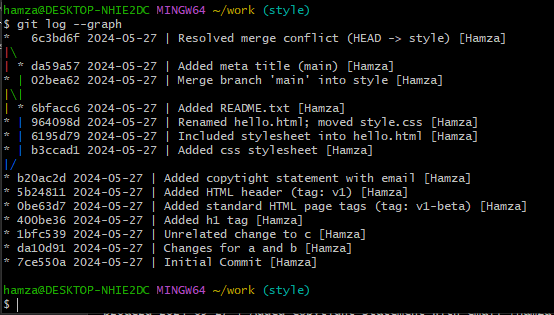 hamza@DESKTOP-NHIE2DC MINGW64 ~/work (style)
$ git log --graph
*   6c3bd6f 2024-05-27 | Resolved merge conflict (HEAD -> style) [Hamza]
|\
| * da59a57 2024-05-27 | Added meta title (main) [Hamza]
* | 02bea62 2024-05-27 | Merge branch 'main' into style [Hamza]
|\|
| * 6bfacc6 2024-05-27 | Added README.txt [Hamza]
* | 964098d 2024-05-27 | Renamed hello.html; moved style.css [Hamza]
* | 6195d79 2024-05-27 | Included stylesheet into hello.html [Hamza]
* | b3ccad1 2024-05-27 | Added css stylesheet [Hamza]
|/
* b20ac2d 2024-05-27 | Added copytight statement with email [Hamza]
* 5b24811 2024-05-27 | Added HTML header (tag: v1) [Hamza]
* 0be63d7 2024-05-27 | Added standard HTML page tags (tag: v1-beta) [Hamza]
* 400be36 2024-05-27 | Added h1 tag [Hamza]
* 1bfc539 2024-05-27 | Unrelated change to c [Hamza]
* da10d91 2024-05-27 | Changes for a and b [Hamza]
* 7ce550a 2024-05-27 | Initial Commit [Hamza]
hamza@DESKTOP-NHIE2DC MINGW64 ~/work (style)
$